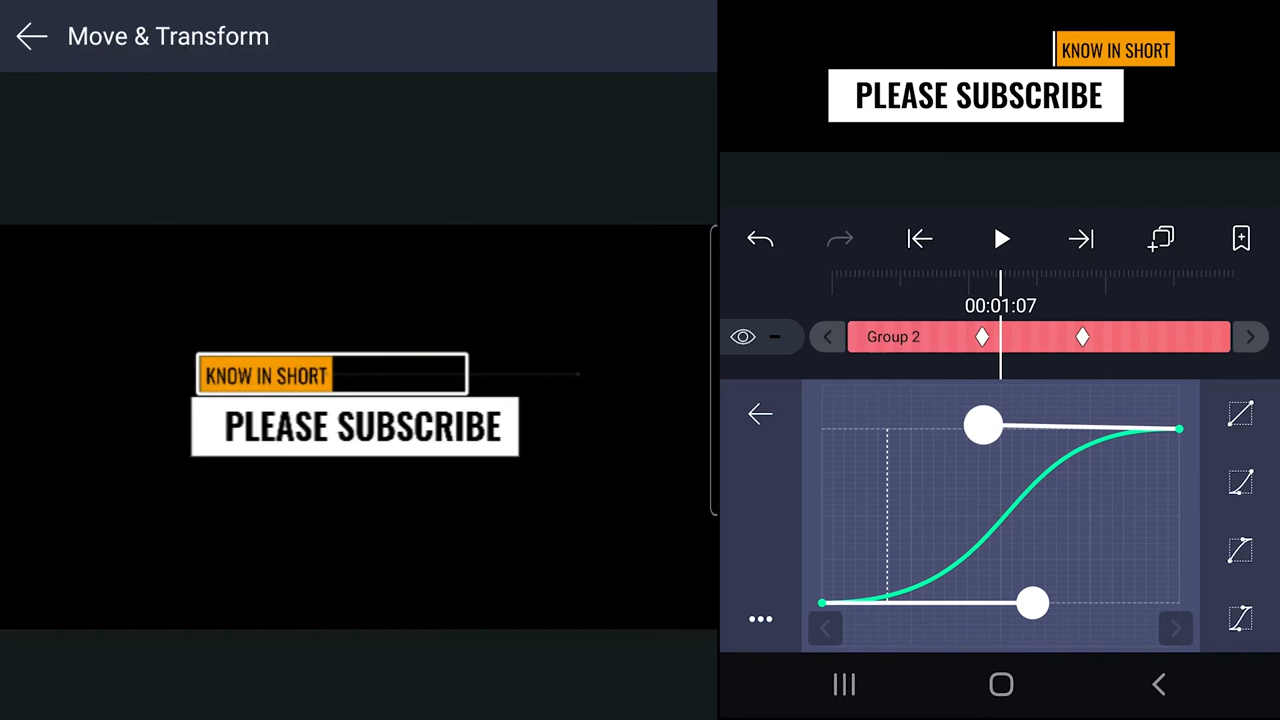 Move & Transform
KNOW IN SHORT
PLEASE SUBSCRIBE
KNOW IN SHORT
PLEASE SUBSCRIBE
00:01:07
Group 2